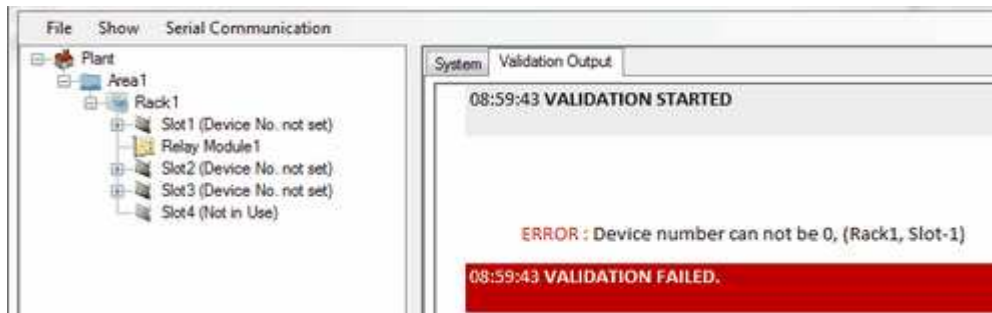 File Show Serial Communication
Plant
Area1
Rack1
Slot1 (Device No. not set)
Relay Module1
Slot2 (Device No. not set)
Slot3 (Device No. not set)
Slot4 (Not in Use)
System Validation Output
08:59:43 VALIDATION STARTED
ERROR : Device number can not be 0, (Rack1, Slot-1)
08:59:43 VALIDATION FAILED.